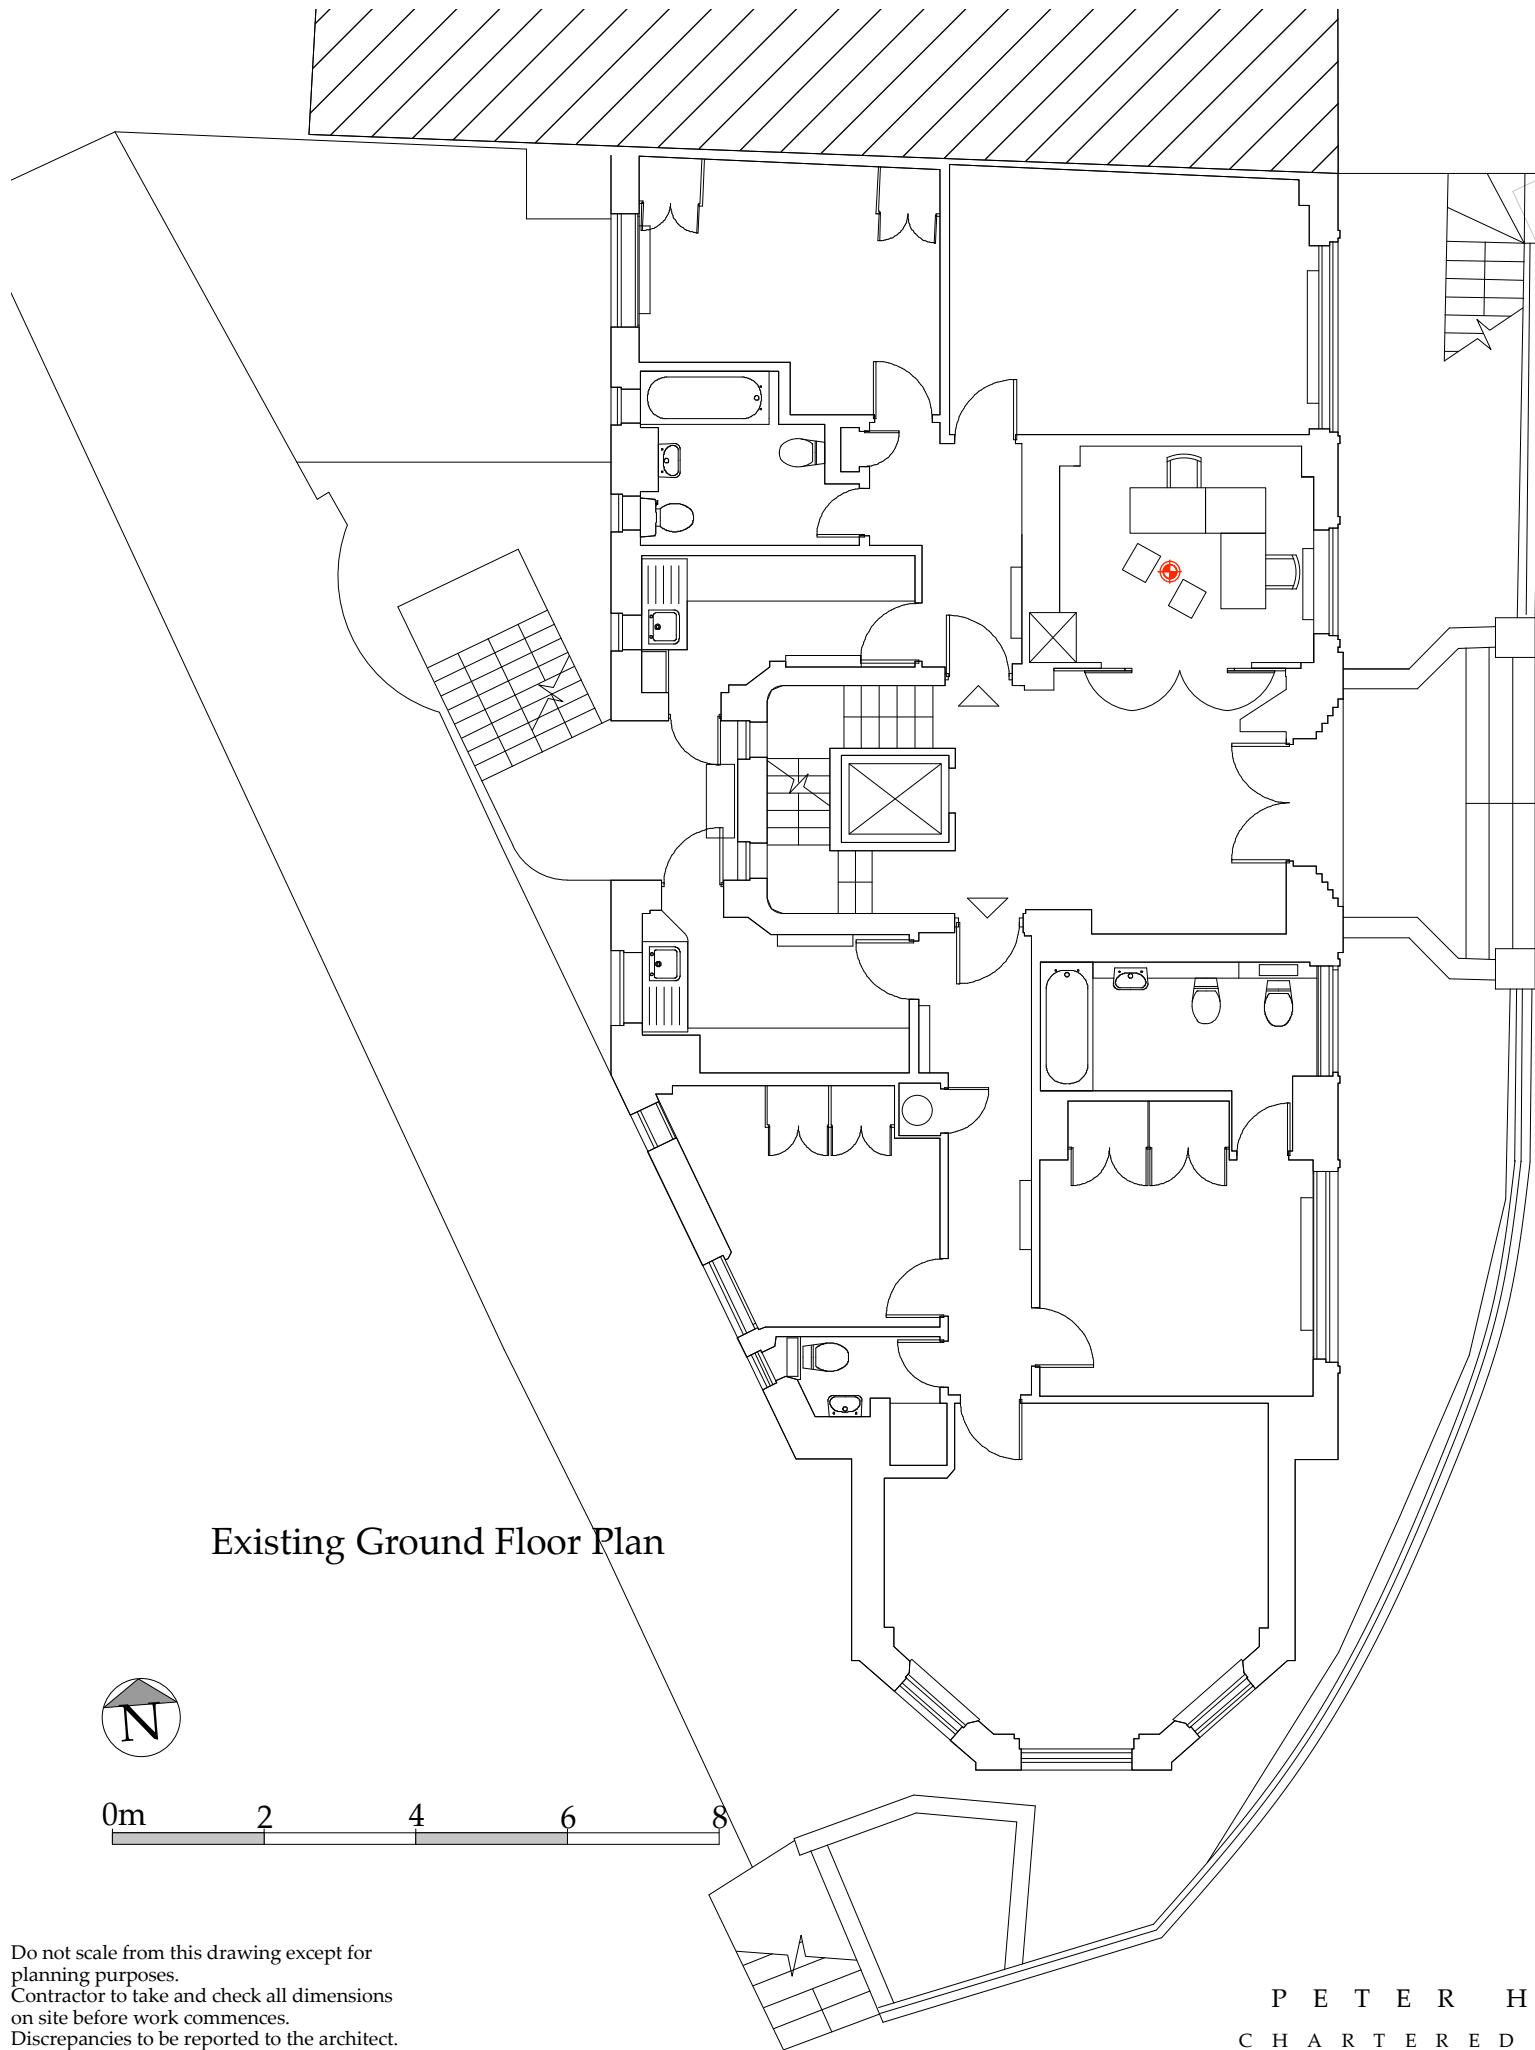 Existing Ground Floor Plan
N
0m 2 4 6 8
Do not scale from this drawing except for
planning purposes.
Contractor to take and check all dimensions
on site before work commences.
Discrepancies to be reported to the architect.
P E T E R H
C H A R T E R E D